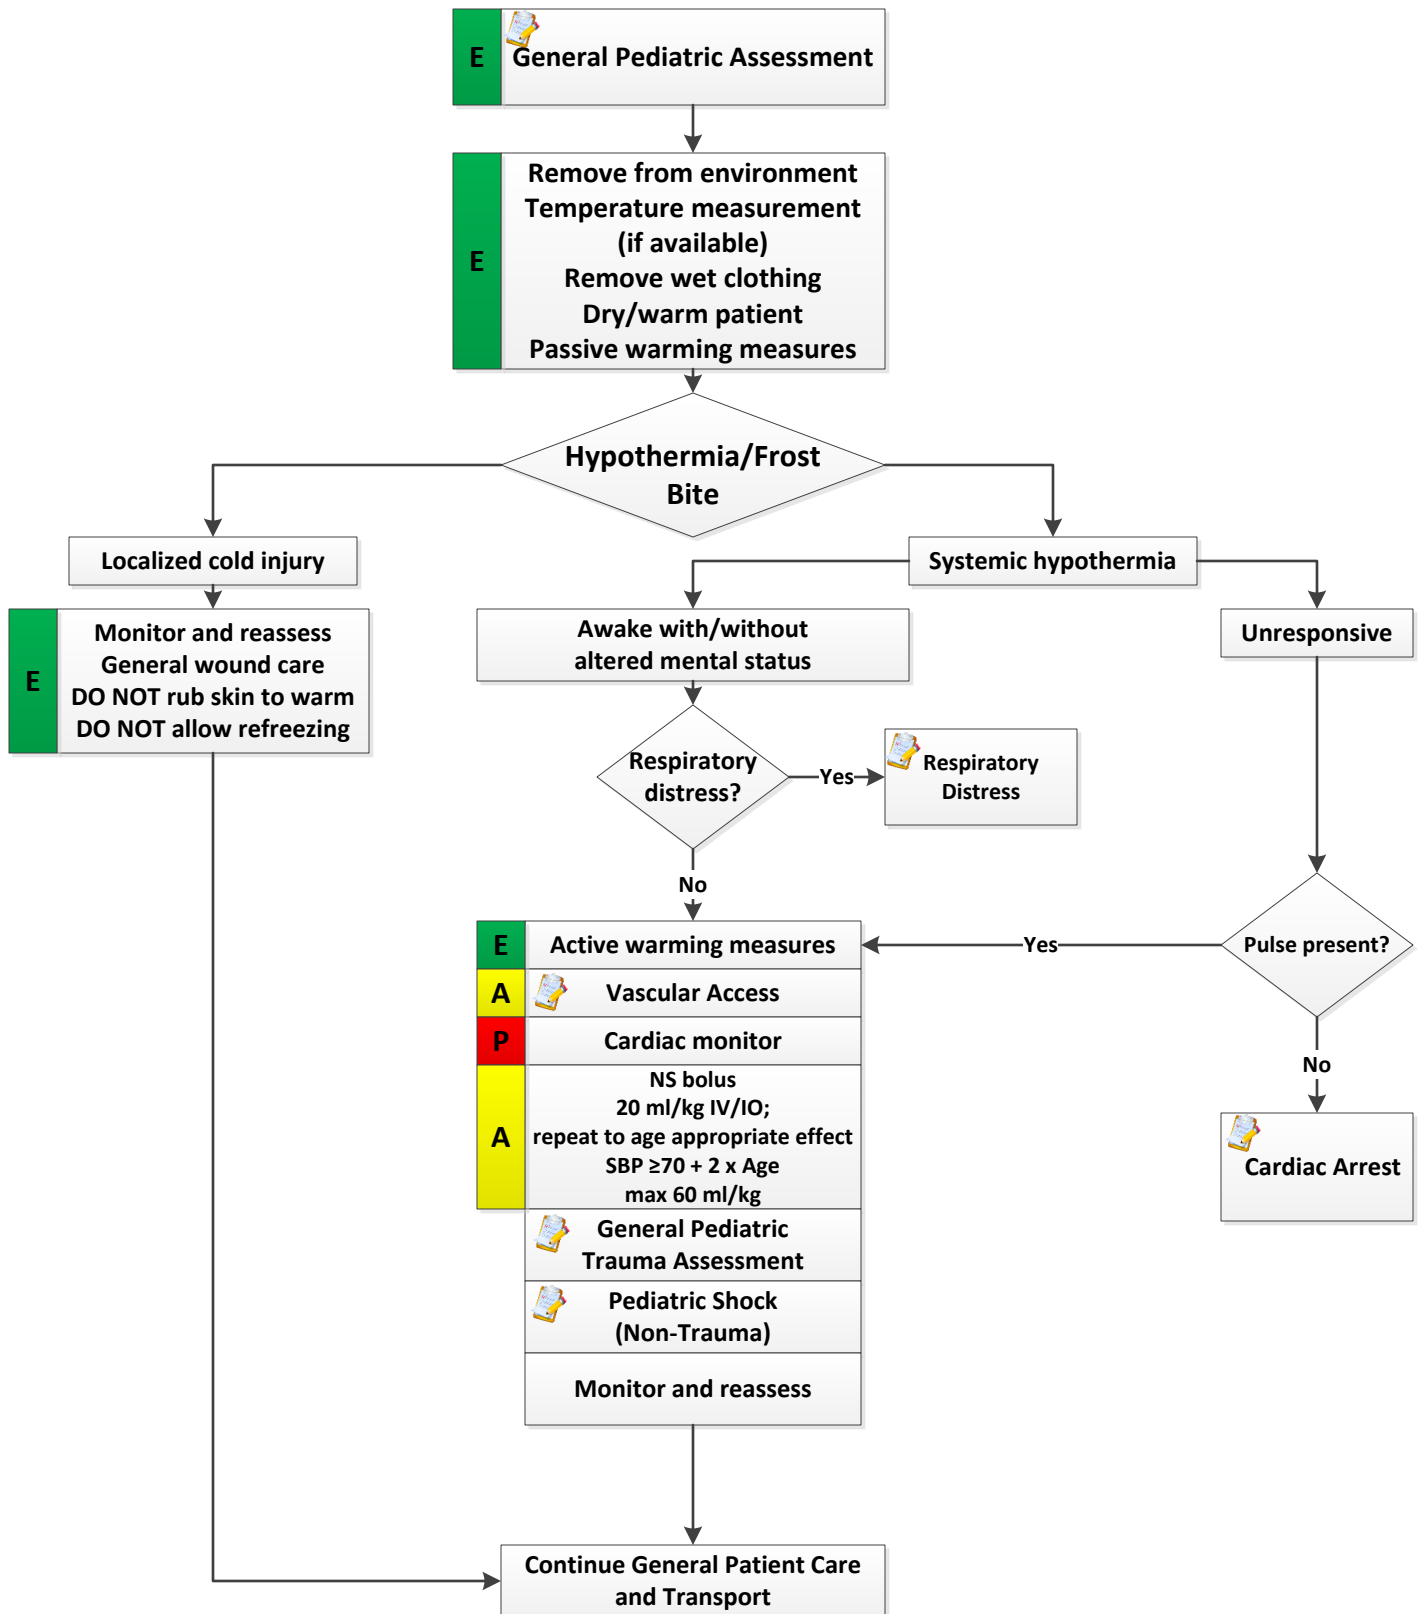 E
General Pediatric Assessment
E
Remove from environment
Temperature measurement
(if available)
Remove wet clothing
Dry/warm patient
Passive warming measures
Hypothermia/Frost
Bite
Localized cold injury
Systemic hypothermia
E
Monitor and reassess
General wound care
DO NOT rub skin to warm
DO NOT allow refreezing
Awake with/without
altered mental status
Unresponsive
Respiratory
distress?
Yes
Respiratory
Distress
No
E
Active warming measures
Yes
Pulse present?
A
Vascular Access
P
Cardiac monitor
No
A
NS bolus
20 ml/kg IV/IO;
repeat to age appropriate effect
SBP ≥70 + 2 x Age
max 60 ml/kg
Cardiac Arrest
General Pediatric
Trauma Assessment
Pediatric Shock
(Non-Trauma)
Monitor and reassess
Continue General Patient Care
and Transport